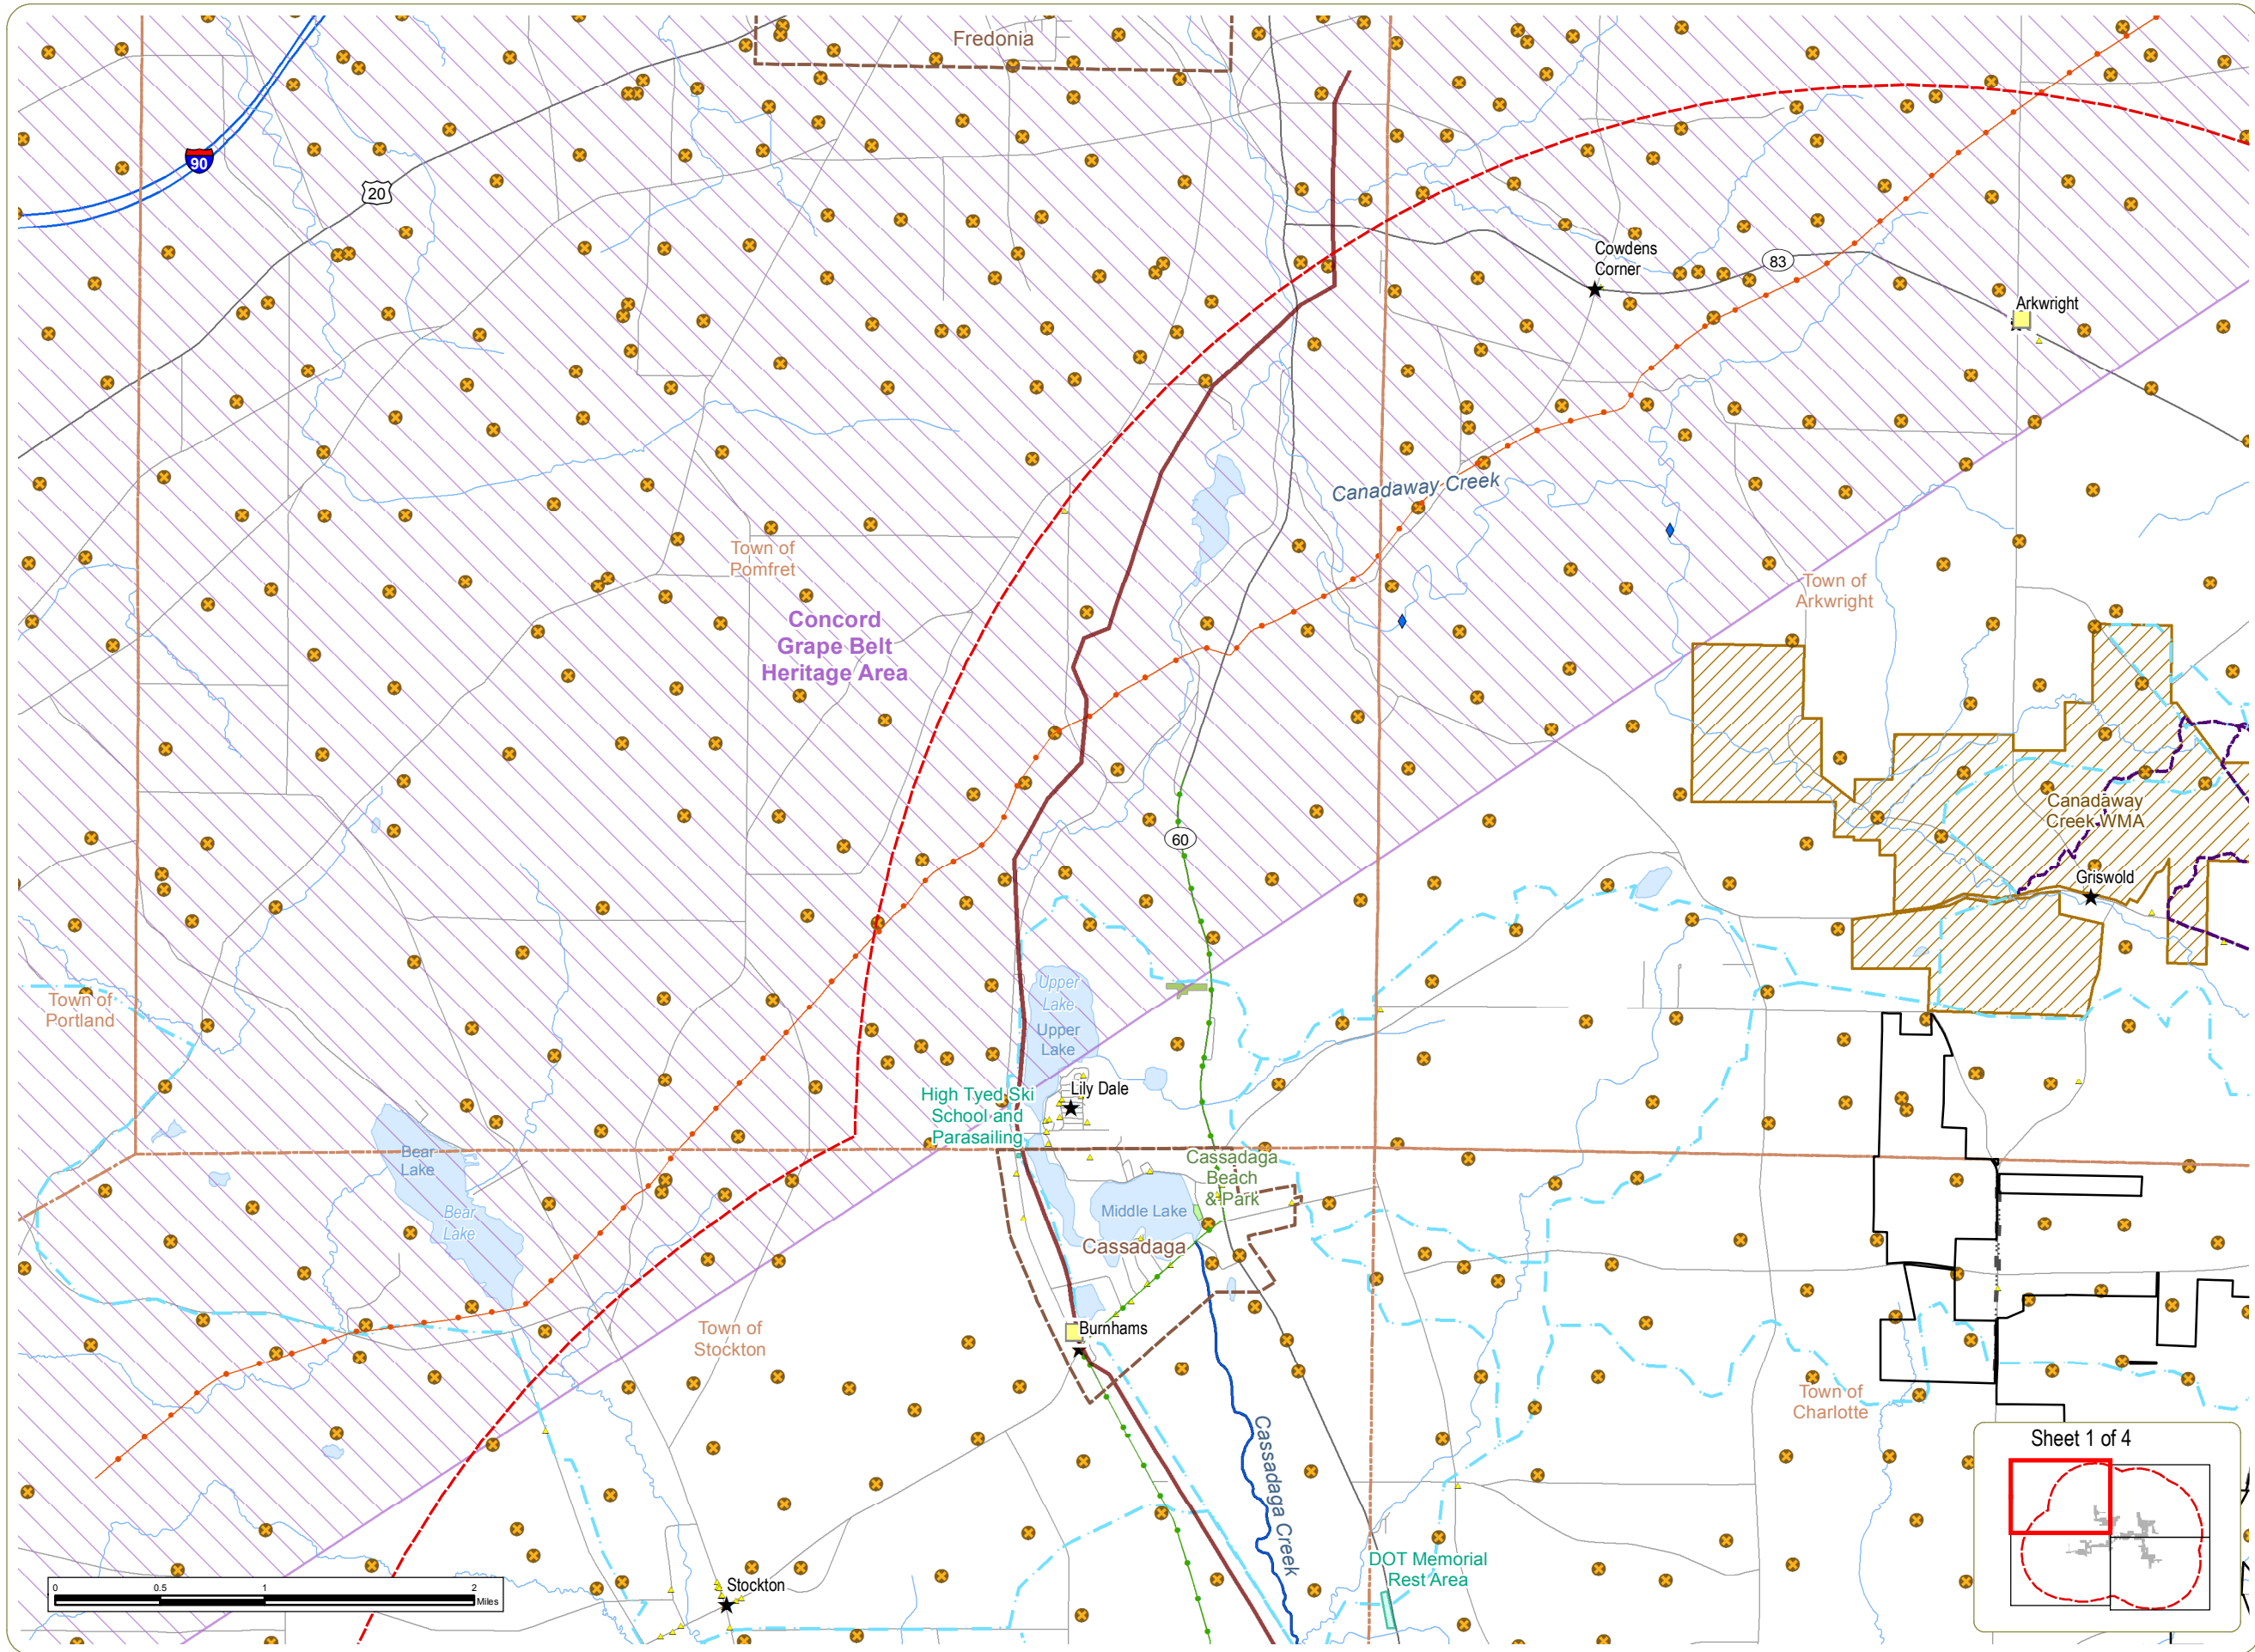 Fredonia
90
20
Cowdens
Corner
83
Arkwright
Canadaway Creek
Town of
Pomfret
Town of
Arkwright
Concord
Grape Belt
Heritage Area
Canadaway
Creek WMA
60
Griswold
Town of
Portland
Upper
Lake
Upper
Lake
High Tyed Ski
School and
Parasailing
Lily Dale
Bear
Lake
Cassadaga
Beach
& Park
Bear
Lake
Middle Lake
Cassadaga
Town of
Stockton
Burnhams
Town of
Charlotte
Cassadaga Creek
Sheet 1 of 4
DOT Memorial
Rest Area
Stockton
0 0.5 1 2
Miles